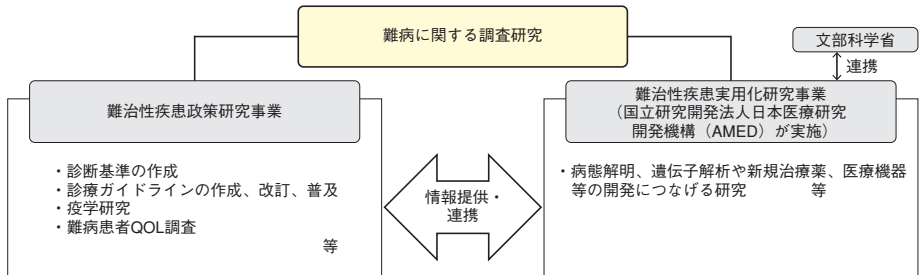 難病に関する調査研究
文部科学省
連携
難治性疾患政策研究事業
難治性疾患実用化研究事業
(国立研究開発法人日本医療研究
開発機構(AMED)が実施)
・診断基準の作成
・診療ガイドラインの作成、改訂、普及
・疫学研究
・難病患者QOL調査
等
情報提供・
連携
・病態解明、遺伝子解析や新規治療薬、医療機器
等の開発につなげる研究 等